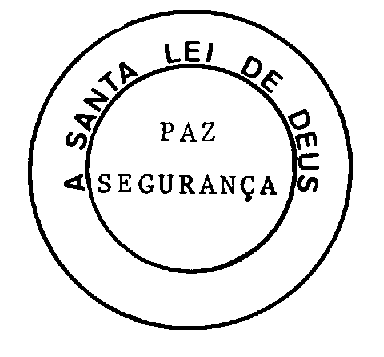 A SANTA LEI DE DEUS
PAZ
SEGURANÇA